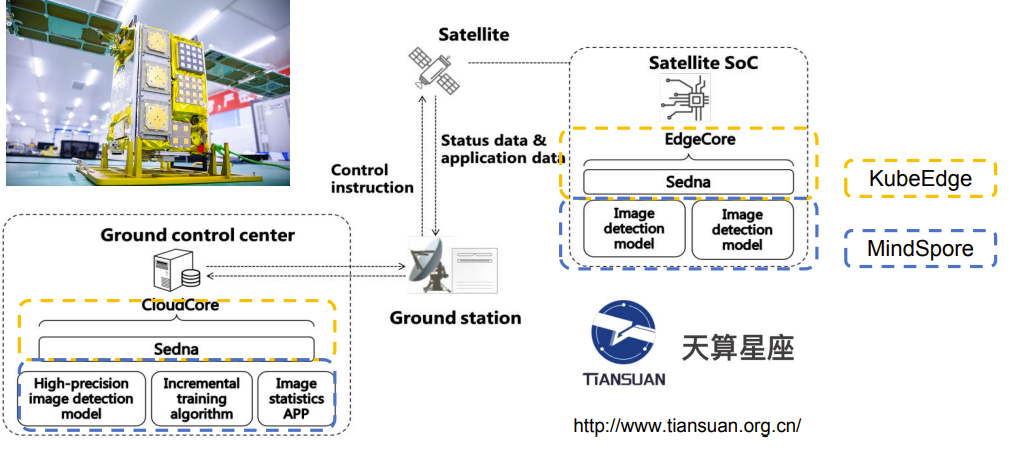 Satellite
Satellite SoC
EdgeCore
Sedna
Image
detection
model
Image
detection
model
Status data &
application data
Control
instruction
KubeEdge
MindSpore
Ground control center
CloudCore
Sedna
High-precision
image detection
model
Incremental
training
algorithm
Image
statistics
APP
Ground station
天算星座
TiANSUAN
http://www.tiansuan.org.cn/